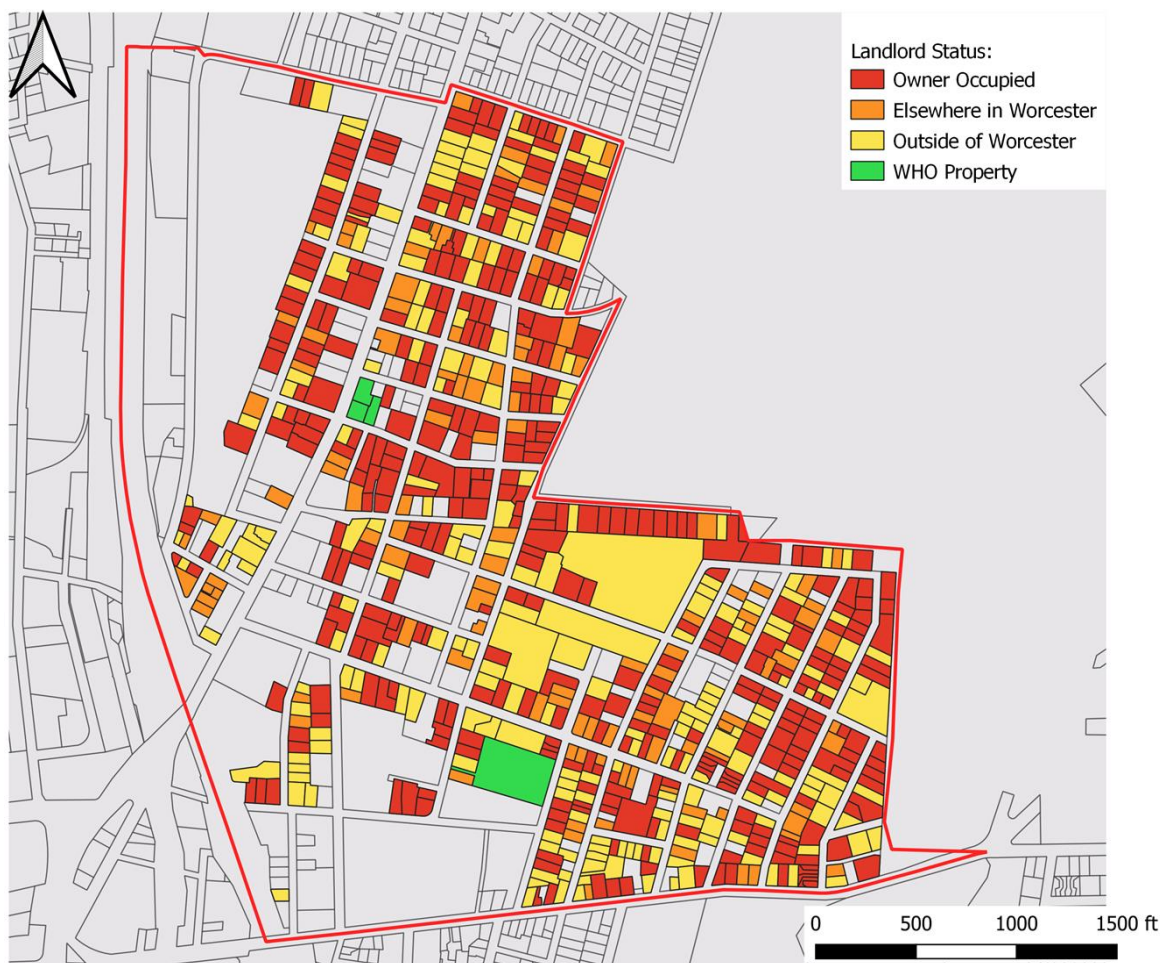 Landlord Status:
Owner Occupied
Elsewhere in Worcester
Outside of Worcester
WHO Property
0 500 1000 1500 ft